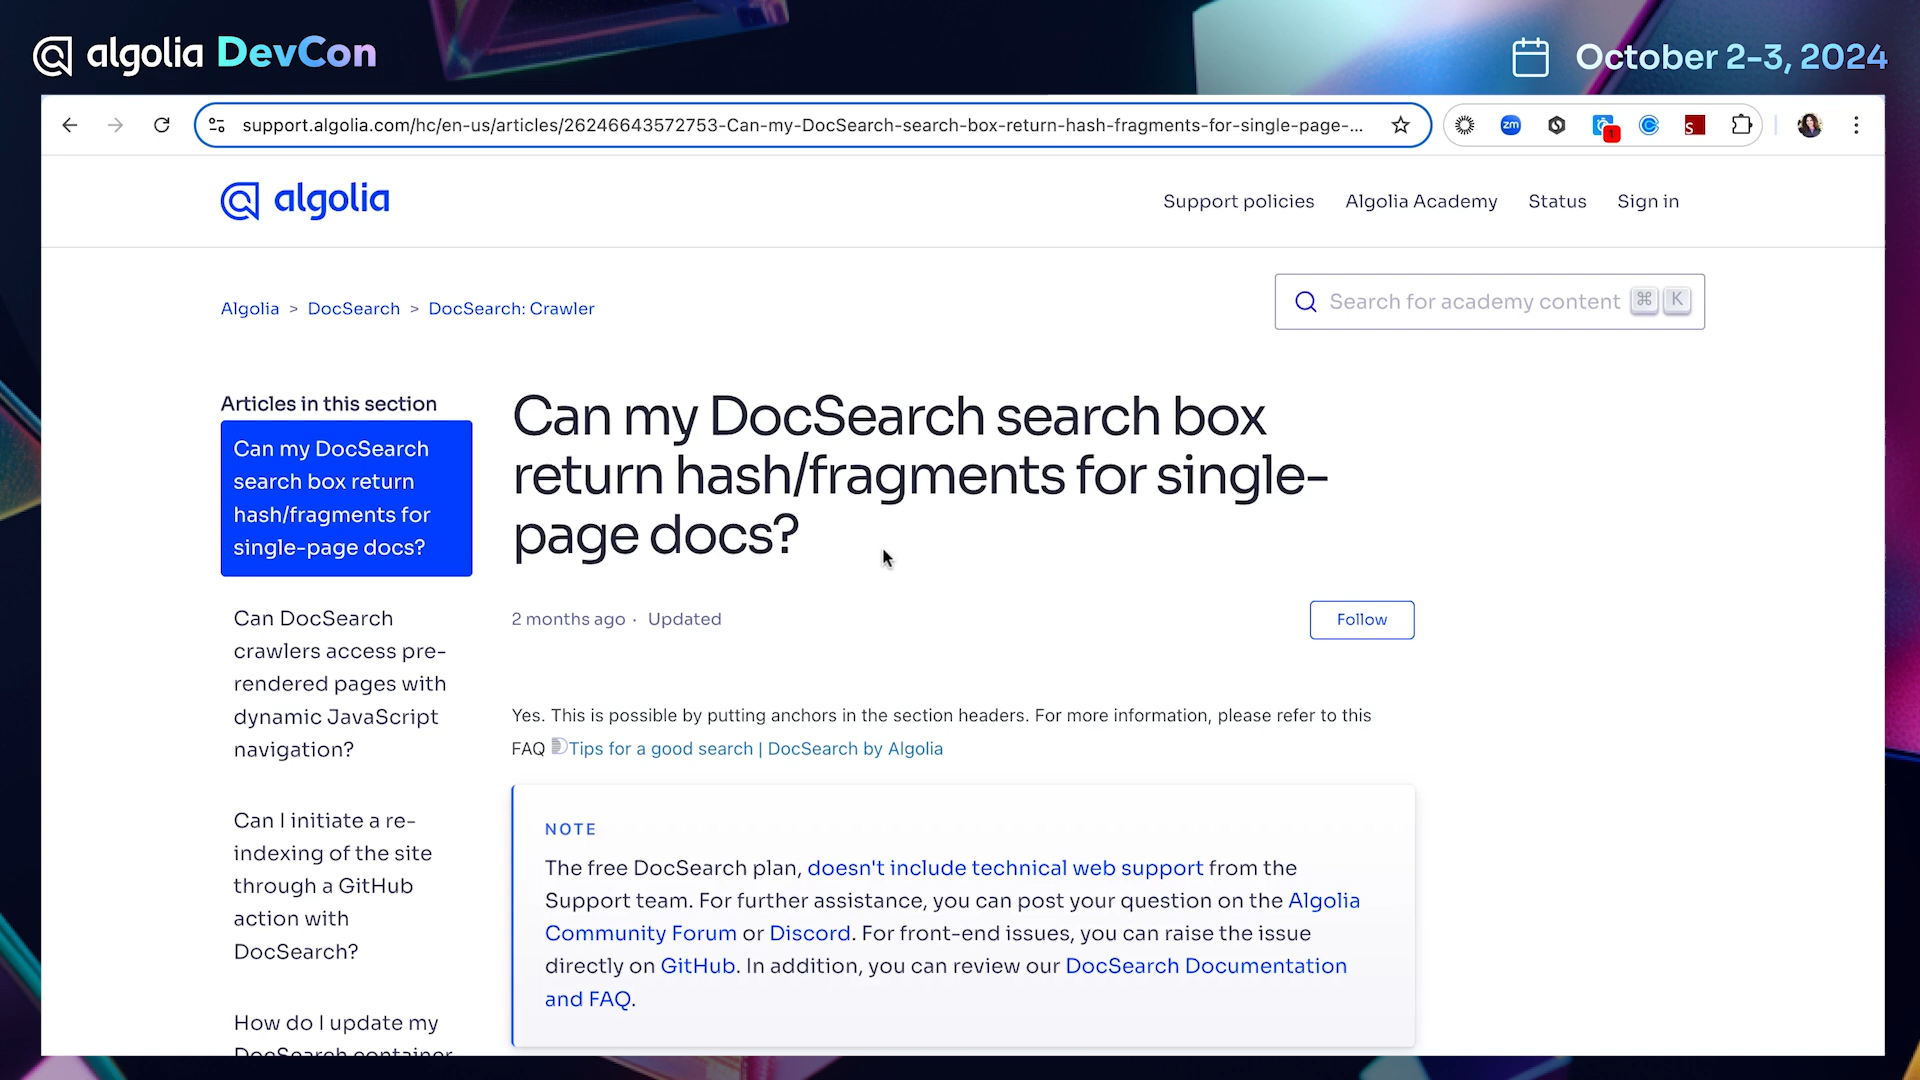 algolia DevCon
October 2-3, 2024
support.algolia.com/hc/en-us/articles/26246643572753-Can-my-DocSearch-search-box-return-hash-fragments-for-single-page-...
zm
1
S
algolia
Support policies
Algolia Academy
Status
Sign in
Algolia > DocSearch > DocSearch: Crawler
Search for academy content ⌘ K
Articles in this section
Can my DocSearch
search box return
hash/fragments for
single-page docs?
Can DocSearch
crawlers access pre-
rendered pages with
dynamic JavaScript
navigation?
Can I initiate a re-
indexing of the site
through a GitHub
action with
DocSearch?
How do I update my
DocSearch container
Can my DocSearch search box
return hash/fragments for single-
page docs?
2 months ago · Updated
Follow
Yes. This is possible by putting anchors in the section headers. For more information, please refer to this
FAQ Tips for a good search | DocSearch by Algolia
NOTE
The free DocSearch plan, doesn't include technical web support from the
Support team. For further assistance, you can post your question on the Algolia
Community Forum or Discord. For front-end issues, you can raise the issue
directly on GitHub. In addition, you can review our DocSearch Documentation
and FAQ.